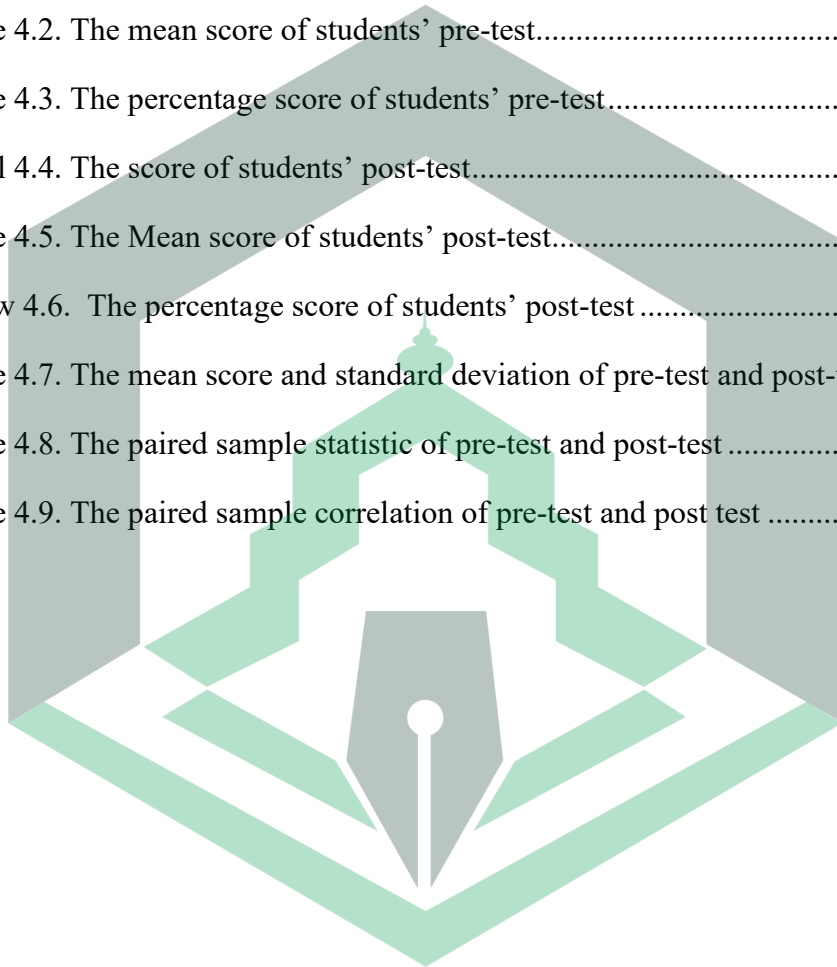 e 4.2. The mean score of students’ pre-test..................................
e 4.3. The percentage score of students’ pre-test.........................
l 4.4. The score of students’ post-test..........................................
e 4.5. The Mean score of students’ post-test................................
w 4.6.  The percentage score of students’ post-test .....................
e 4.7. The mean score and standard deviation of pre-test and post-
e 4.8. The paired sample statistic of pre-test and post-test ...........
e 4.9. The paired sample correlation of pre-test and post test .......